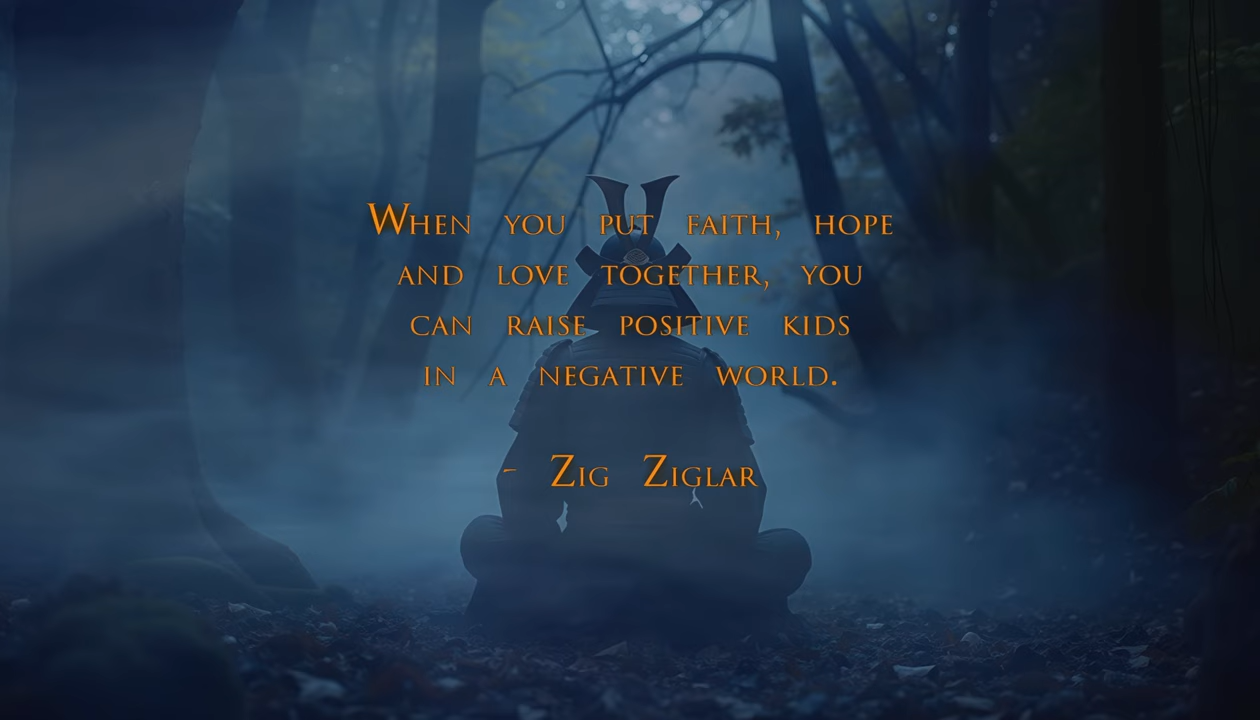 When you put faith, hope
and love together, you
can raise positive kids
in a negative world.
- Zig Ziglar